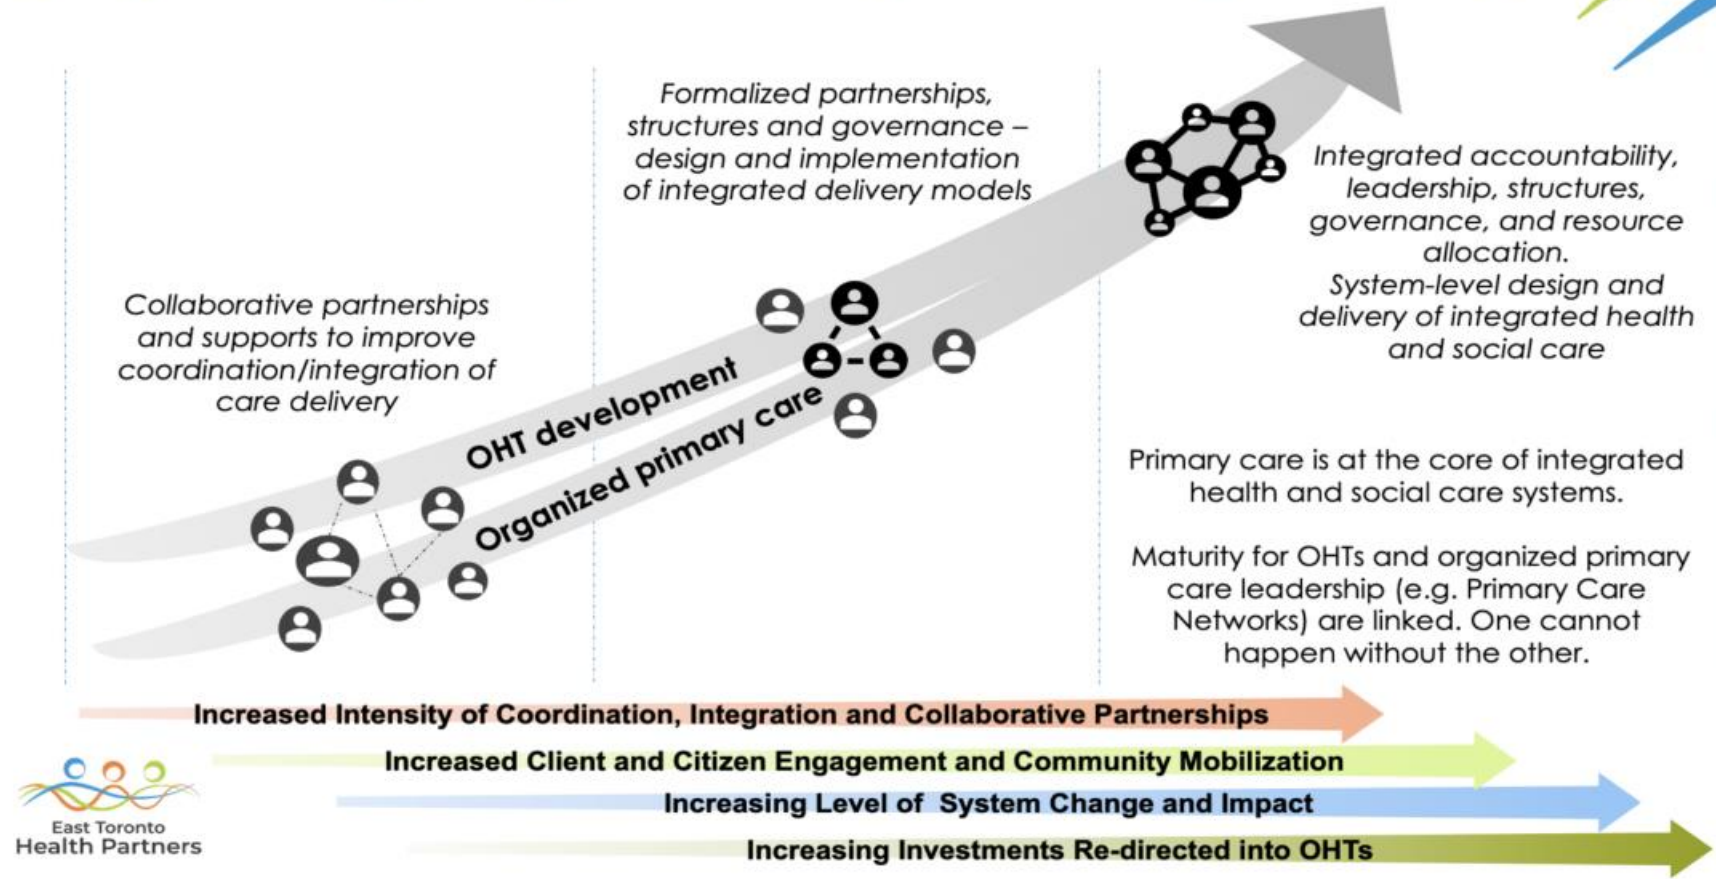 Collaborative partnerships
and supports to improve
coordination/integration of
care delivery
Formalized partnerships,
structures and governance –
design and implementation
of integrated delivery models
Integrated accountability,
leadership, structures,
governance, and resource
allocation.
System-level design and
delivery of integrated health
and social care
OHT development
Organized primary care
Primary care is at the core of integrated
health and social care systems.
Maturity for OHTs and organized primary
care leadership (e.g. Primary Care
Networks) are linked. One cannot
happen without the other.
Increased Intensity of Coordination, Integration and Collaborative Partnerships
Increased Client and Citizen Engagement and Community Mobilization
Increasing Level of System Change and Impact
Increasing Investments Re-directed into OHTs
East Toronto
Health Partners